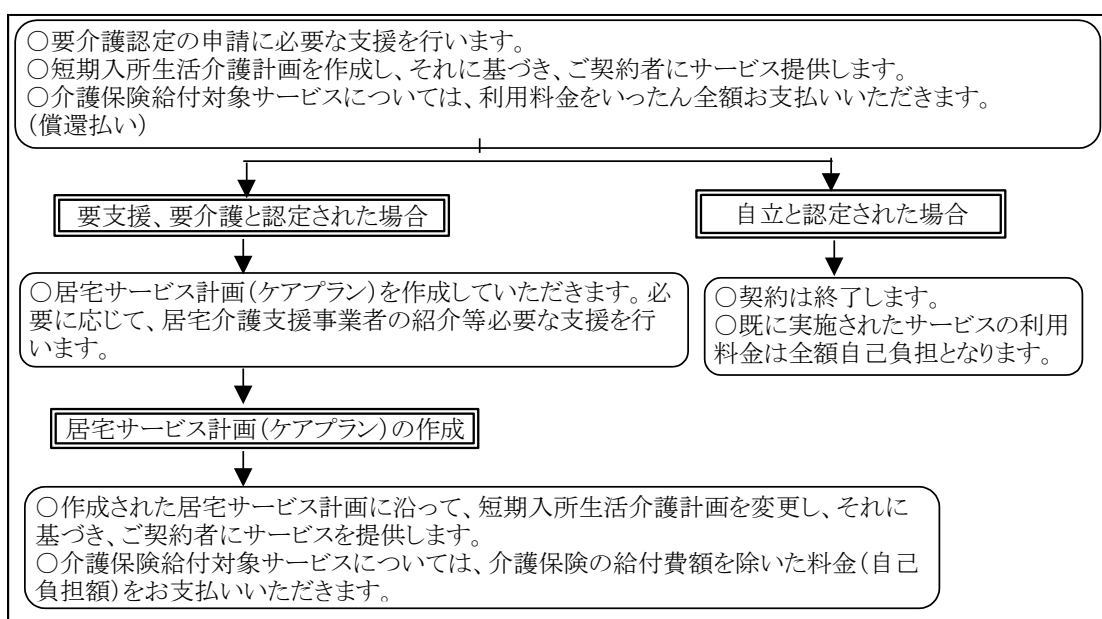 ○要介護認定の申請に必要な支援を行います。
○短期入所生活介護計画を作成し、それに基づき、ご契約者にサービス提供します。
○介護保険給付対象サービスについては、利用料金をいったん全額お支払いいただきます。
(償還払い)
要支援、要介護と認定された場合
自立と認定された場合
○居宅サービス計画(ケアプラン)を作成していただきます。必
要に応じて、居宅介護支援事業者の紹介等必要な支援を行
います。
○契約は終了します。
○既に実施されたサービスの利用
料金は全額自己負担となります。
居宅サービス計画(ケアプラン)の作成
○作成された居宅サービス計画に沿って、短期入所生活介護計画を変更し、それに
基づき、ご契約者にサービスを提供します。
○介護保険給付対象サービスについては、介護保険の給付費額を除いた料金(自己
負担額)をお支払いいただきます。